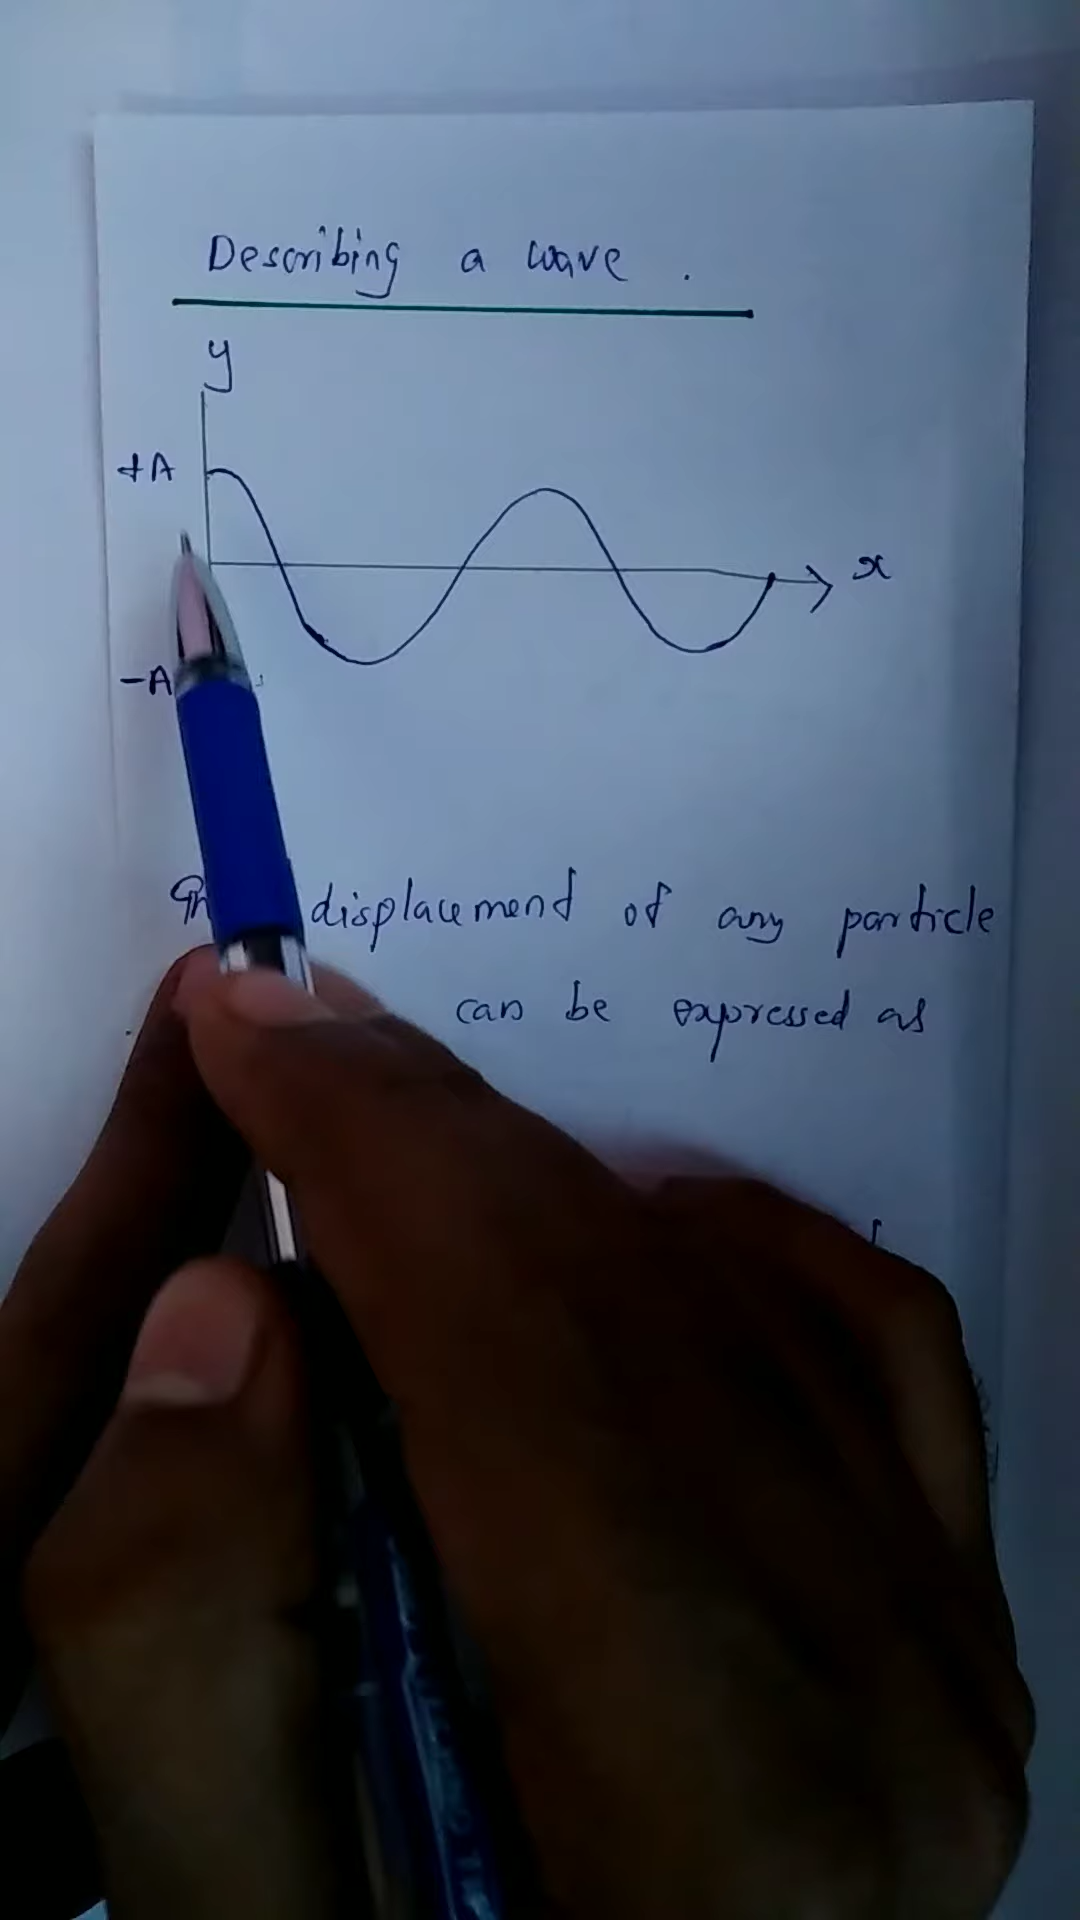 Describing a wave .
y
+A
x
-A
displacement of any particle
can be expressed as